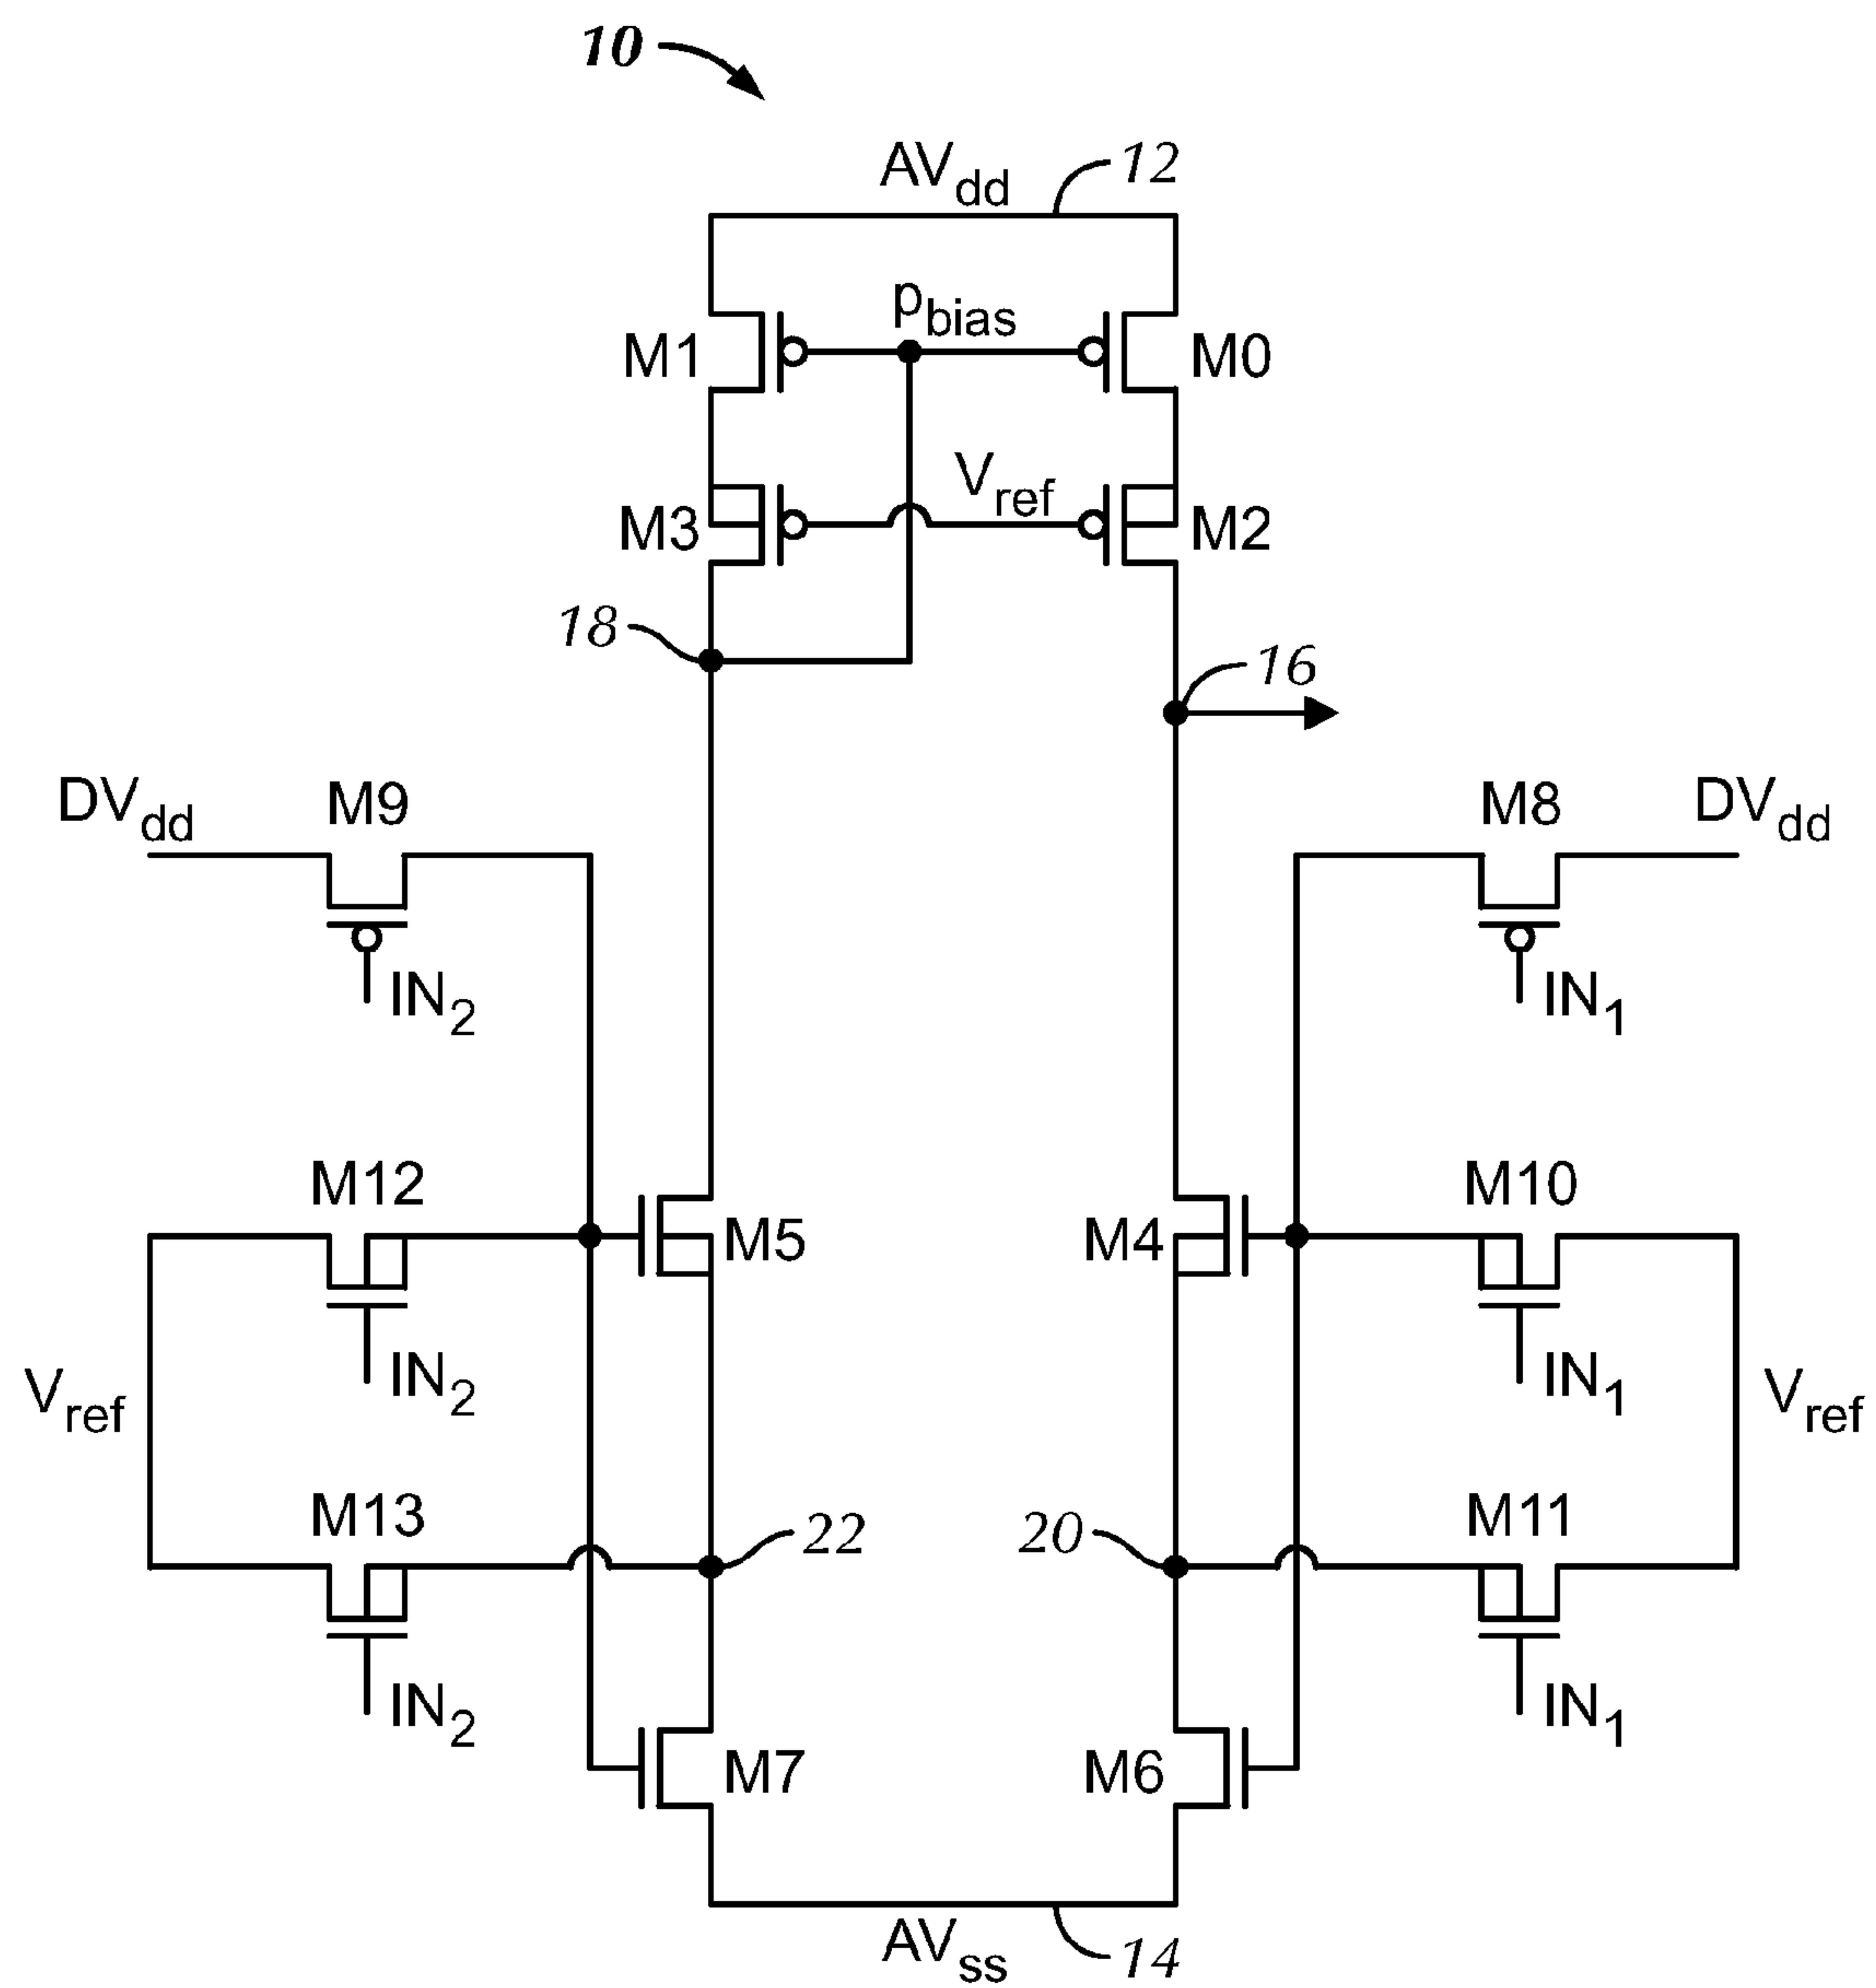 10
AVdd 12
pbias
M1 M0
Vref
M3 M2
18
16
DVdd M9 M8 DVdd
IN2 IN1
M12 M10
M5 M4
IN2 IN1
Vref Vref
M13 M11
22 20
IN2 IN1
M7 M6
AVss 14